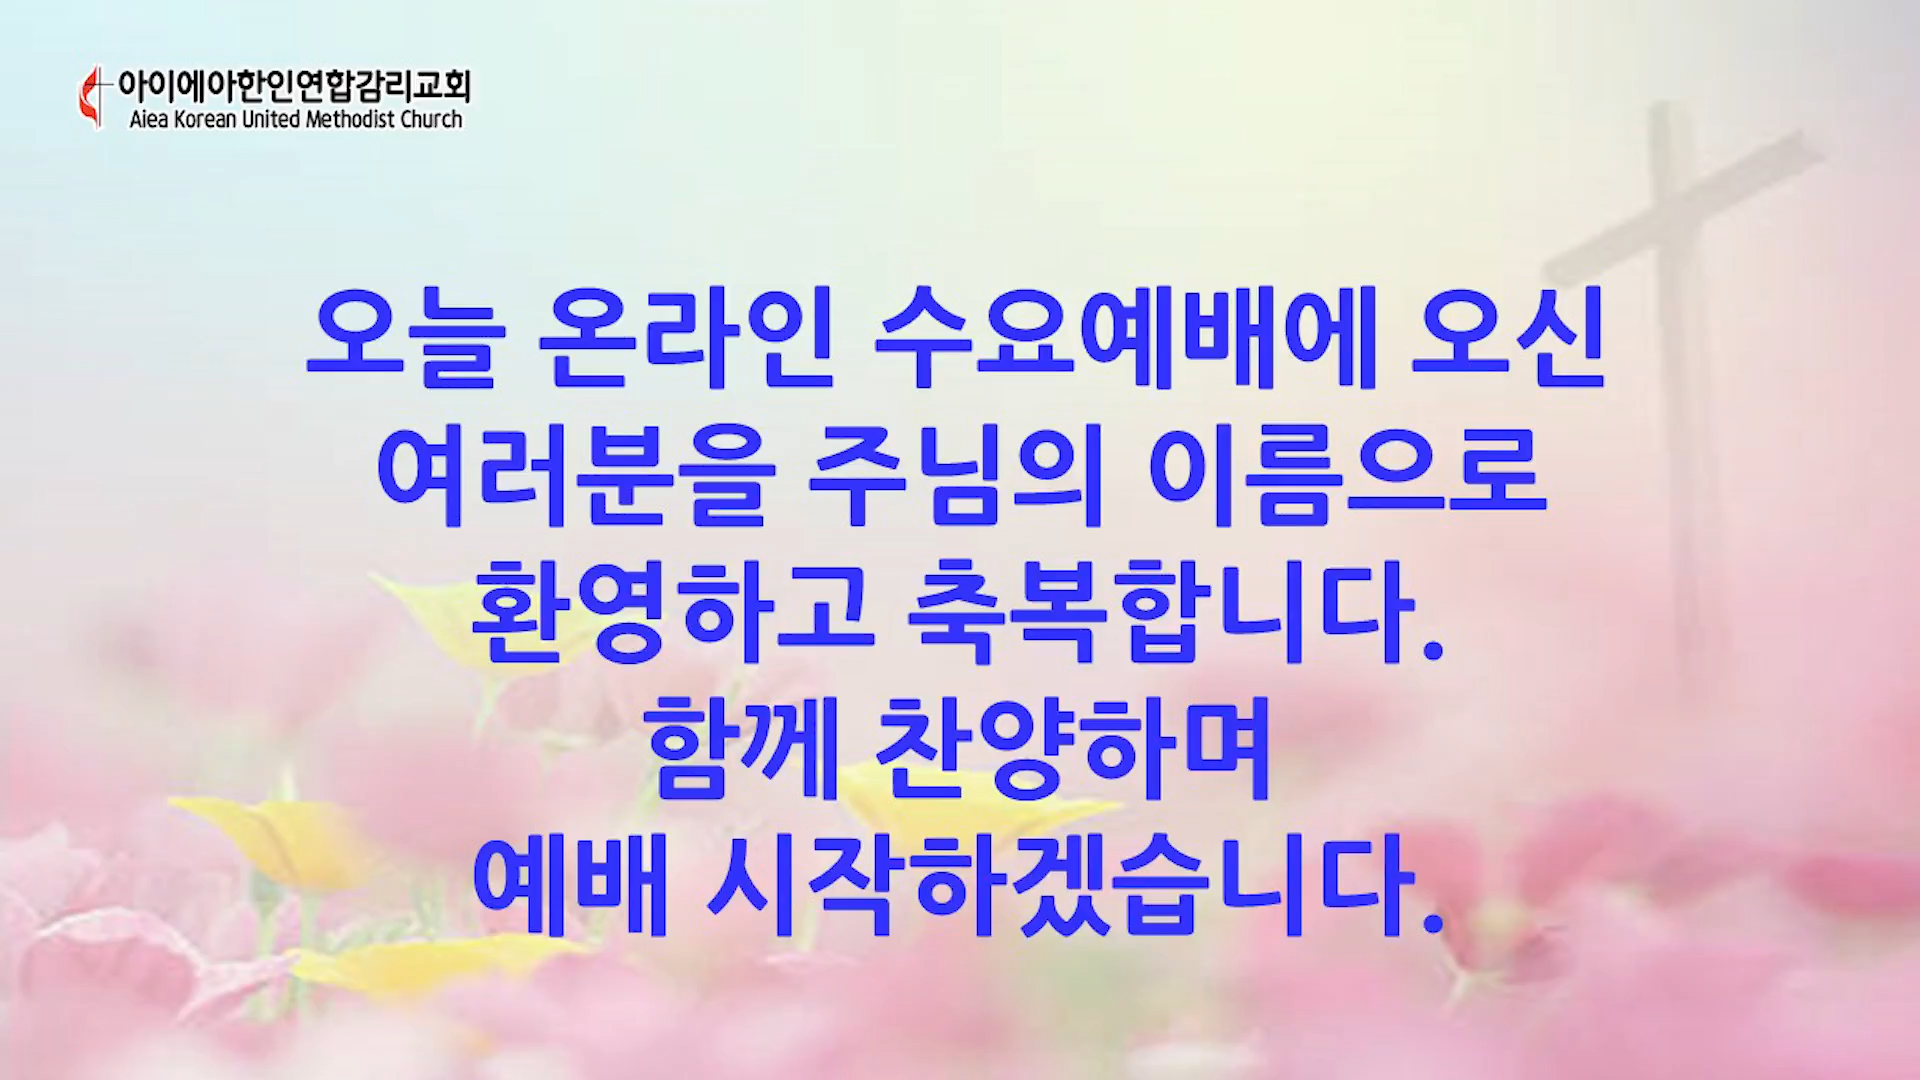 아이에아한인연합감리교회
Aiea Korean United Methodist Church
오늘 온라인 수요예배에 오신
여러분을 주님의 이름으로
환영하고 축복합니다.
함께 찬양하며
예배 시작하겠습니다.